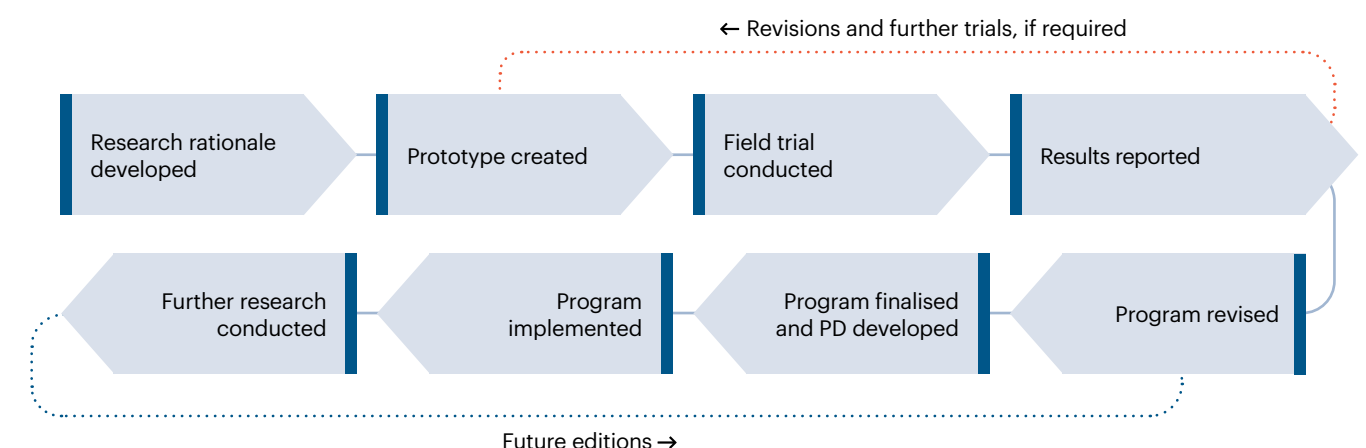 ← Revisions and further trials, if required
Research rationale
developed
Prototype created
Field trial
conducted
Results reported
Program revised
Program finalised
and PD developed
Program
implemented
Further research
conducted
Future editions →